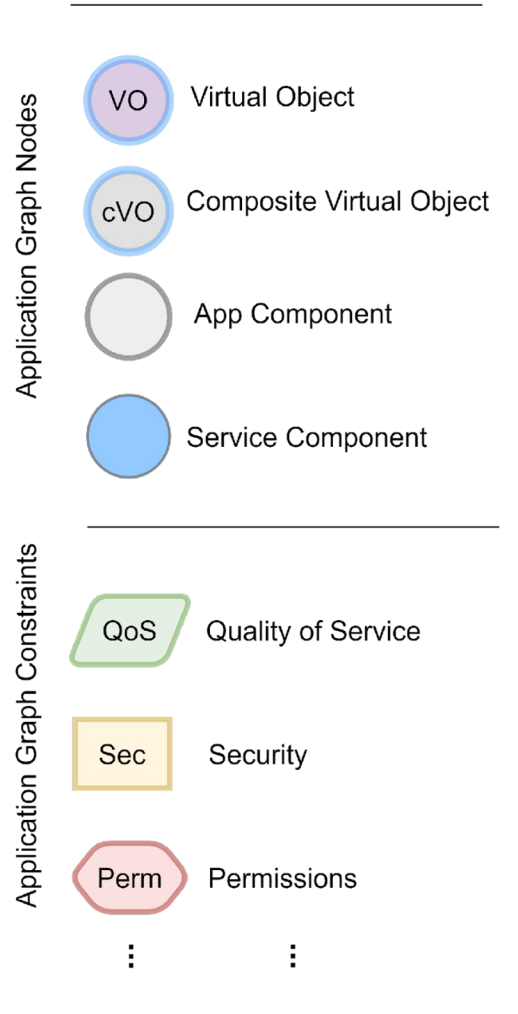 Application Graph Nodes
VO Virtual Object
cVO Composite Virtual Object
App Component
Service Component
Application Graph Constraints
QoS Quality of Service
Sec Security
Perm Permissions
⋮ ⋮